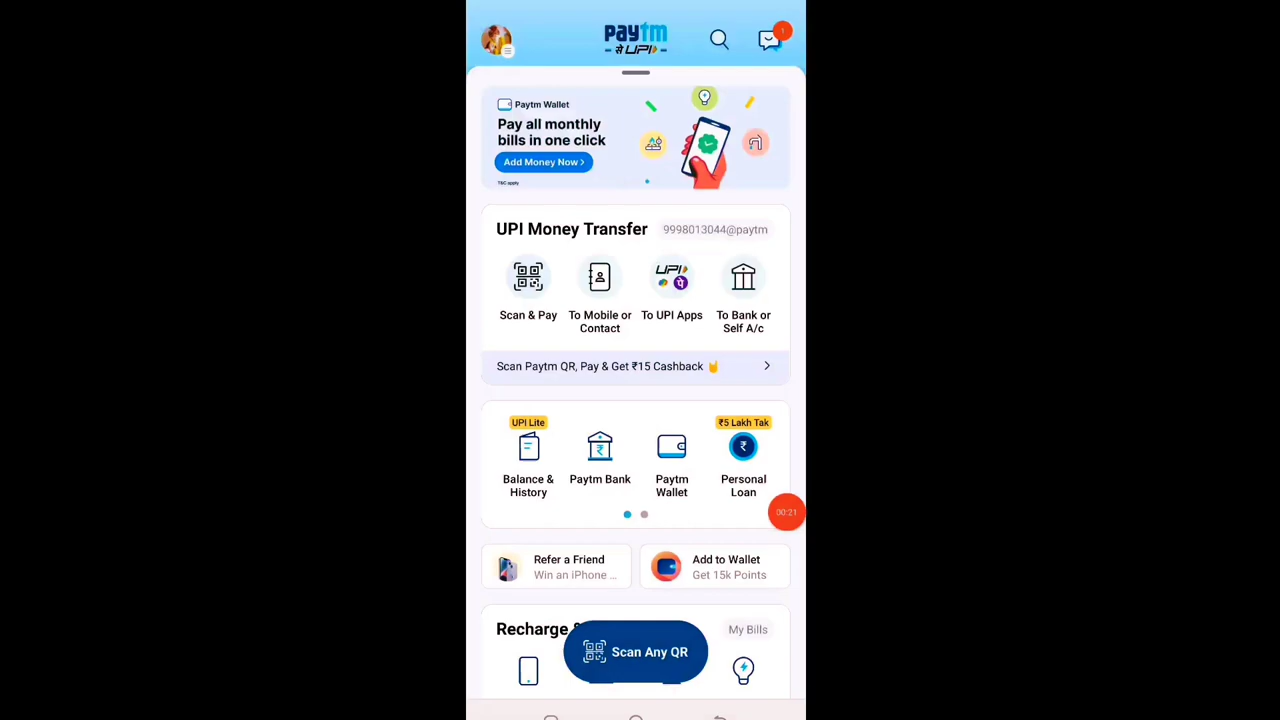 paytm
से UPI
1
Paytm Wallet
Pay all monthly
bills in one click
Add Money Now >
T&C apply
UPI Money Transfer 9998013044@paytm
UPI
पे
Scan & Pay
To Mobile or
Contact
To UPI Apps
To Bank or
Self A/c
Scan Paytm QR, Pay & Get ₹15 Cashback 🤘 >
UPI Lite
₹5 Lakh Tak
₹
₹
Balance &
History
Paytm Bank
Paytm
Wallet
Personal
Loan
00:21
Refer a Friend
Win an iPhone ...
Add to Wallet
Get 15k Points
Recharge
My Bills
Scan Any QR